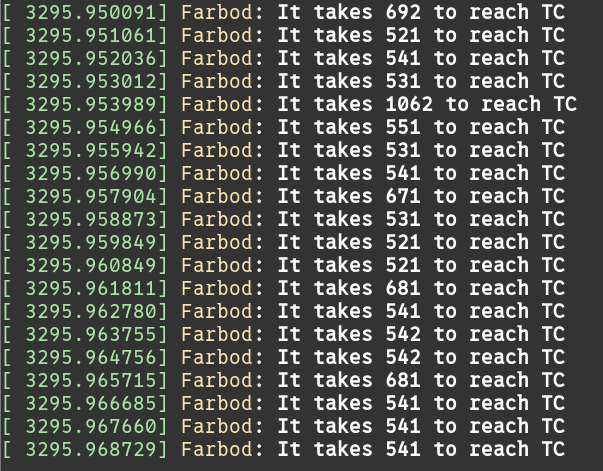 [ 3295.950091] Farbod: It takes 692 to reach TC
[ 3295.951061] Farbod: It takes 521 to reach TC
[ 3295.952036] Farbod: It takes 541 to reach TC
[ 3295.953012] Farbod: It takes 531 to reach TC
[ 3295.953989] Farbod: It takes 1062 to reach TC
[ 3295.954966] Farbod: It takes 551 to reach TC
[ 3295.955942] Farbod: It takes 531 to reach TC
[ 3295.956990] Farbod: It takes 541 to reach TC
[ 3295.957904] Farbod: It takes 671 to reach TC
[ 3295.958873] Farbod: It takes 531 to reach TC
[ 3295.959849] Farbod: It takes 521 to reach TC
[ 3295.960849] Farbod: It takes 521 to reach TC
[ 3295.961811] Farbod: It takes 681 to reach TC
[ 3295.962780] Farbod: It takes 541 to reach TC
[ 3295.963755] Farbod: It takes 542 to reach TC
[ 3295.964756] Farbod: It takes 542 to reach TC
[ 3295.965715] Farbod: It takes 681 to reach TC
[ 3295.966685] Farbod: It takes 541 to reach TC
[ 3295.967660] Farbod: It takes 541 to reach TC
[ 3295.968729] Farbod: It takes 541 to reach TC